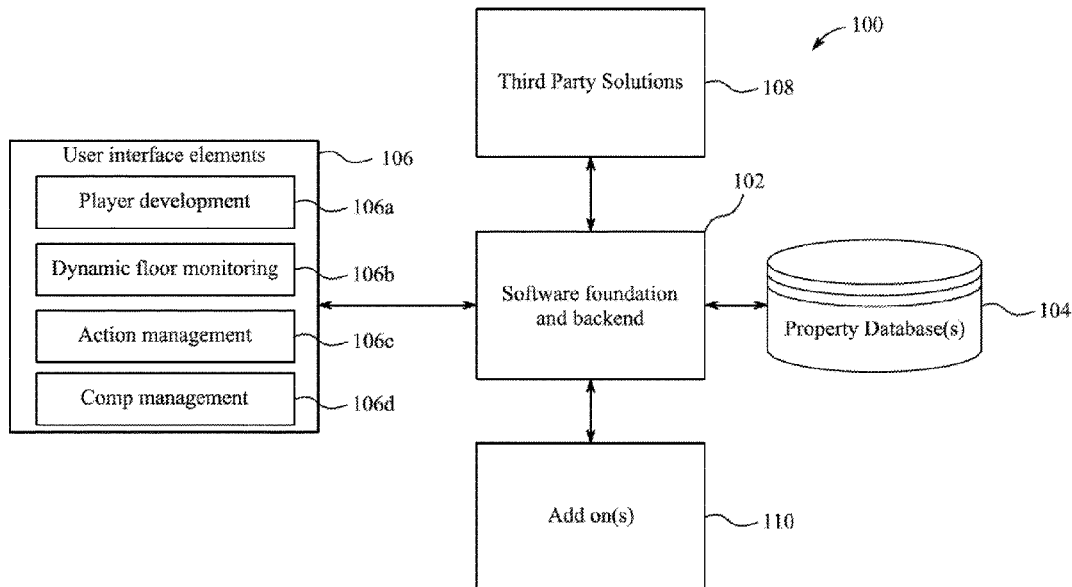 100
Third Party Solutions
108
User interface elements
106
Player development
106a
Dynamic floor monitoring
106b
Action management
106c
Comp management
106d
102
Software foundation
and backend
Property Database(s)
104
Add on(s)
110